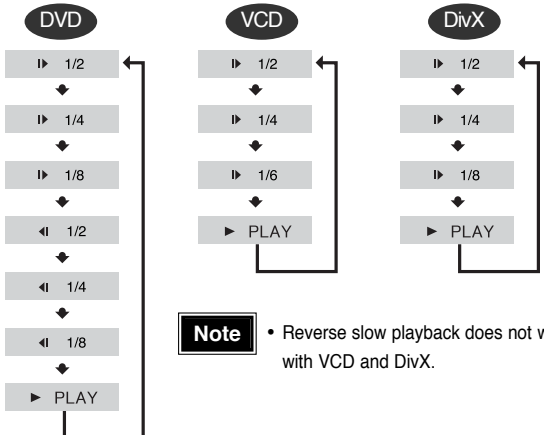 DVD
▶ 1/2
▶ 1/4
▶ 1/8
◀ 1/2
◀ 1/4
◀ 1/8
► PLAY
VCD
▶ 1/2
▶ 1/4
▶ 1/6
► PLAY
DivX
▶ 1/2
▶ 1/4
▶ 1/8
► PLAY
Note
• Reverse slow playback does not
with VCD and DivX.